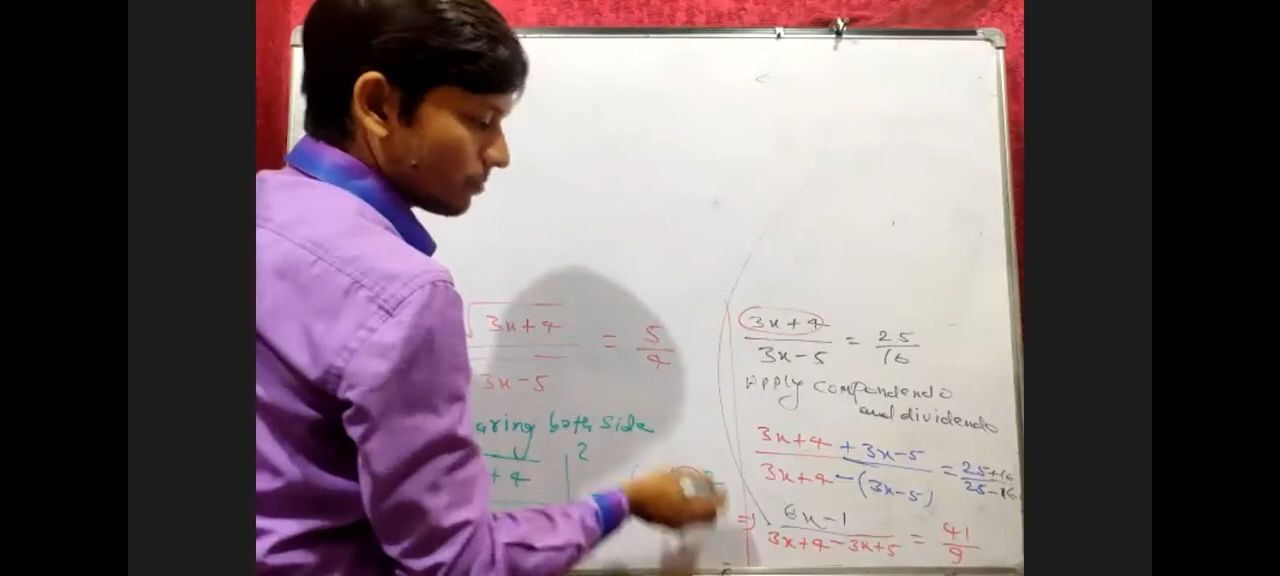 √3x+4 = 5
3x-5 4
aring both side
+ 4 2
3x+4 = 25
3x-5 16
Apply compondendo
and dividendo
3x+4+3x-5 = 25+16
3x+4-(3x-5) 25-16
=> 6x-1 = 41
3x+4-3x+5 9